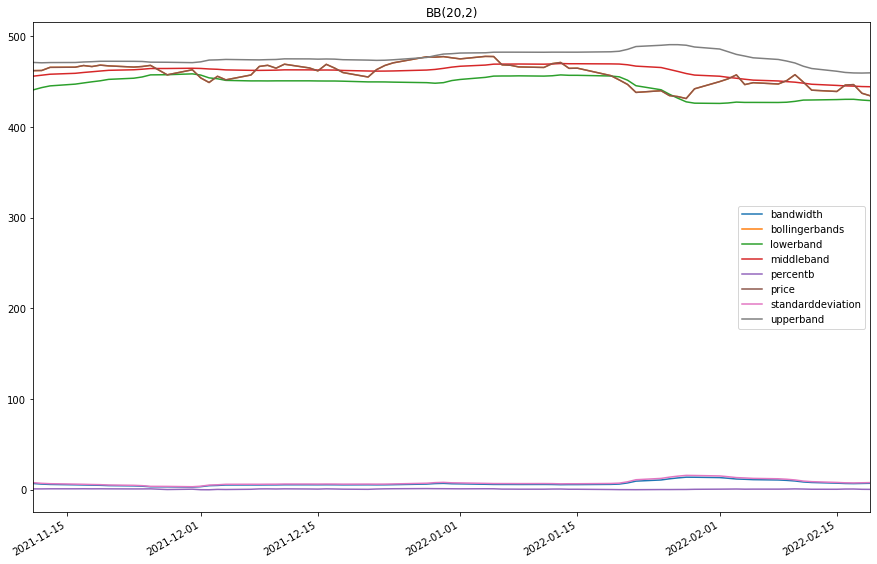 BB(20,2)
500
400
300
200
100
0
bandwidth
bollingerbands
lowerband
middleband
percentb
price
standarddeviation
upperband
2021-11-15
2021-12-01
2021-12-15
2022-01-01
2022-01-15
2022-02-01
2022-02-15